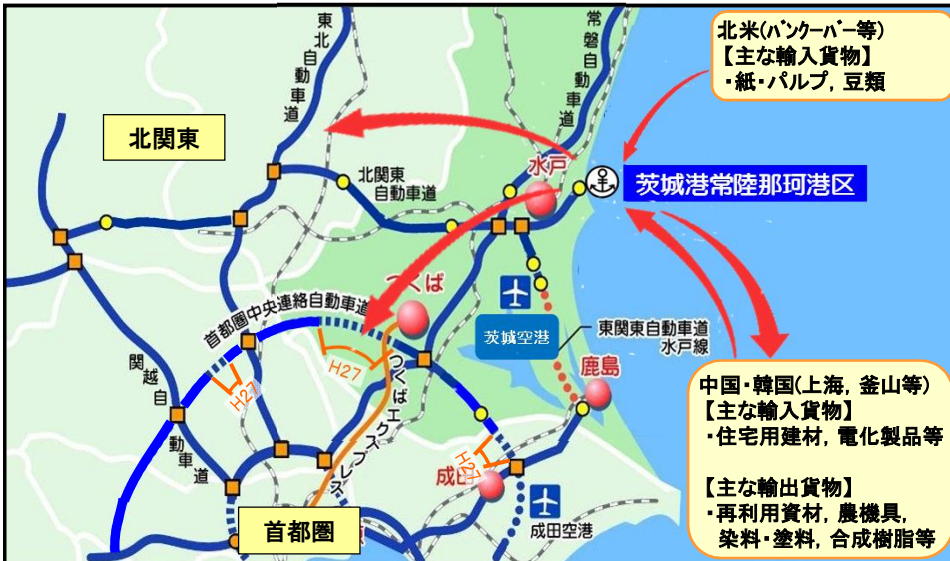 北米(バンクーバー等)
【主な輸入貨物】
・紙・パルプ, 豆類
東北自動車道
常磐自動車道
北関東
水戸
茨城港常陸那珂港区
北関東
自動車道
つくば
首都圏中央連絡自動車道
茨城空港
東関東自動車道
水戸線
H27
H27
関越自動車道
つくばエクスプレス
鹿島
中国・韓国(上海, 釜山等)
【主な輸入貨物】
・住宅用建材, 電化製品等
【主な輸出貨物】
・再利用資材, 農機具,
染料・塗料, 合成樹脂等
H27
成田
成田空港
首都圏